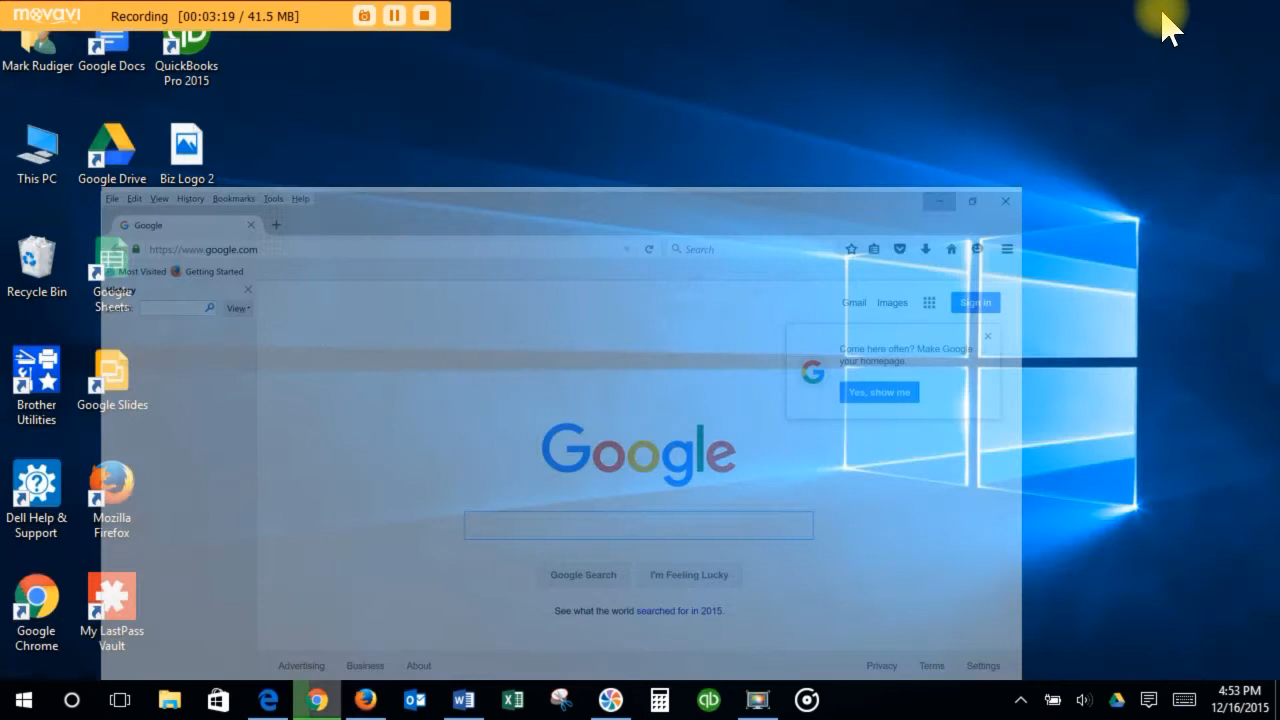 movavi
Recording [00:03:19 / 41.5 MB]
Mark Rudiger
Google Docs
QuickBooks
Pro 2015
This PC
Google Drive
Biz Logo 2
Recycle Bin
Google
Sheets
Brother
Utilities
Google Slides
Dell Help &
Support
Mozilla
Firefox
Google
Chrome
My LastPass
Vault
File Edit View History Bookmarks Tools Help
Google
https://www.google.com
Search
Most Visited Getting Started
View
Gmail Images Sign in
Come here often? Make Google
your homepage.
Yes, show me
Google
Google Search I'm Feeling Lucky
See what the world searched for in 2015.
Advertising Business About
Privacy Terms Settings
4:53 PM
12/16/2015